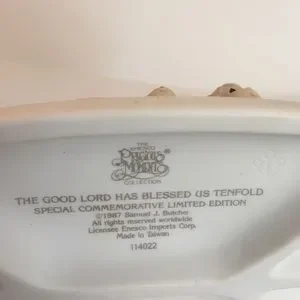 THE
ENESCO
PRECIOUS
MOMENTS
®
COLLECTION
THE GOOD LORD HAS BLESSED US TENFOLD
SPECIAL COMMEMORATIVE LIMITED EDITION
©1987 Samuel J. Butcher
All rights reserved worldwide
Licensee Enesco Imports Corp.
Made in Taiwan
114022